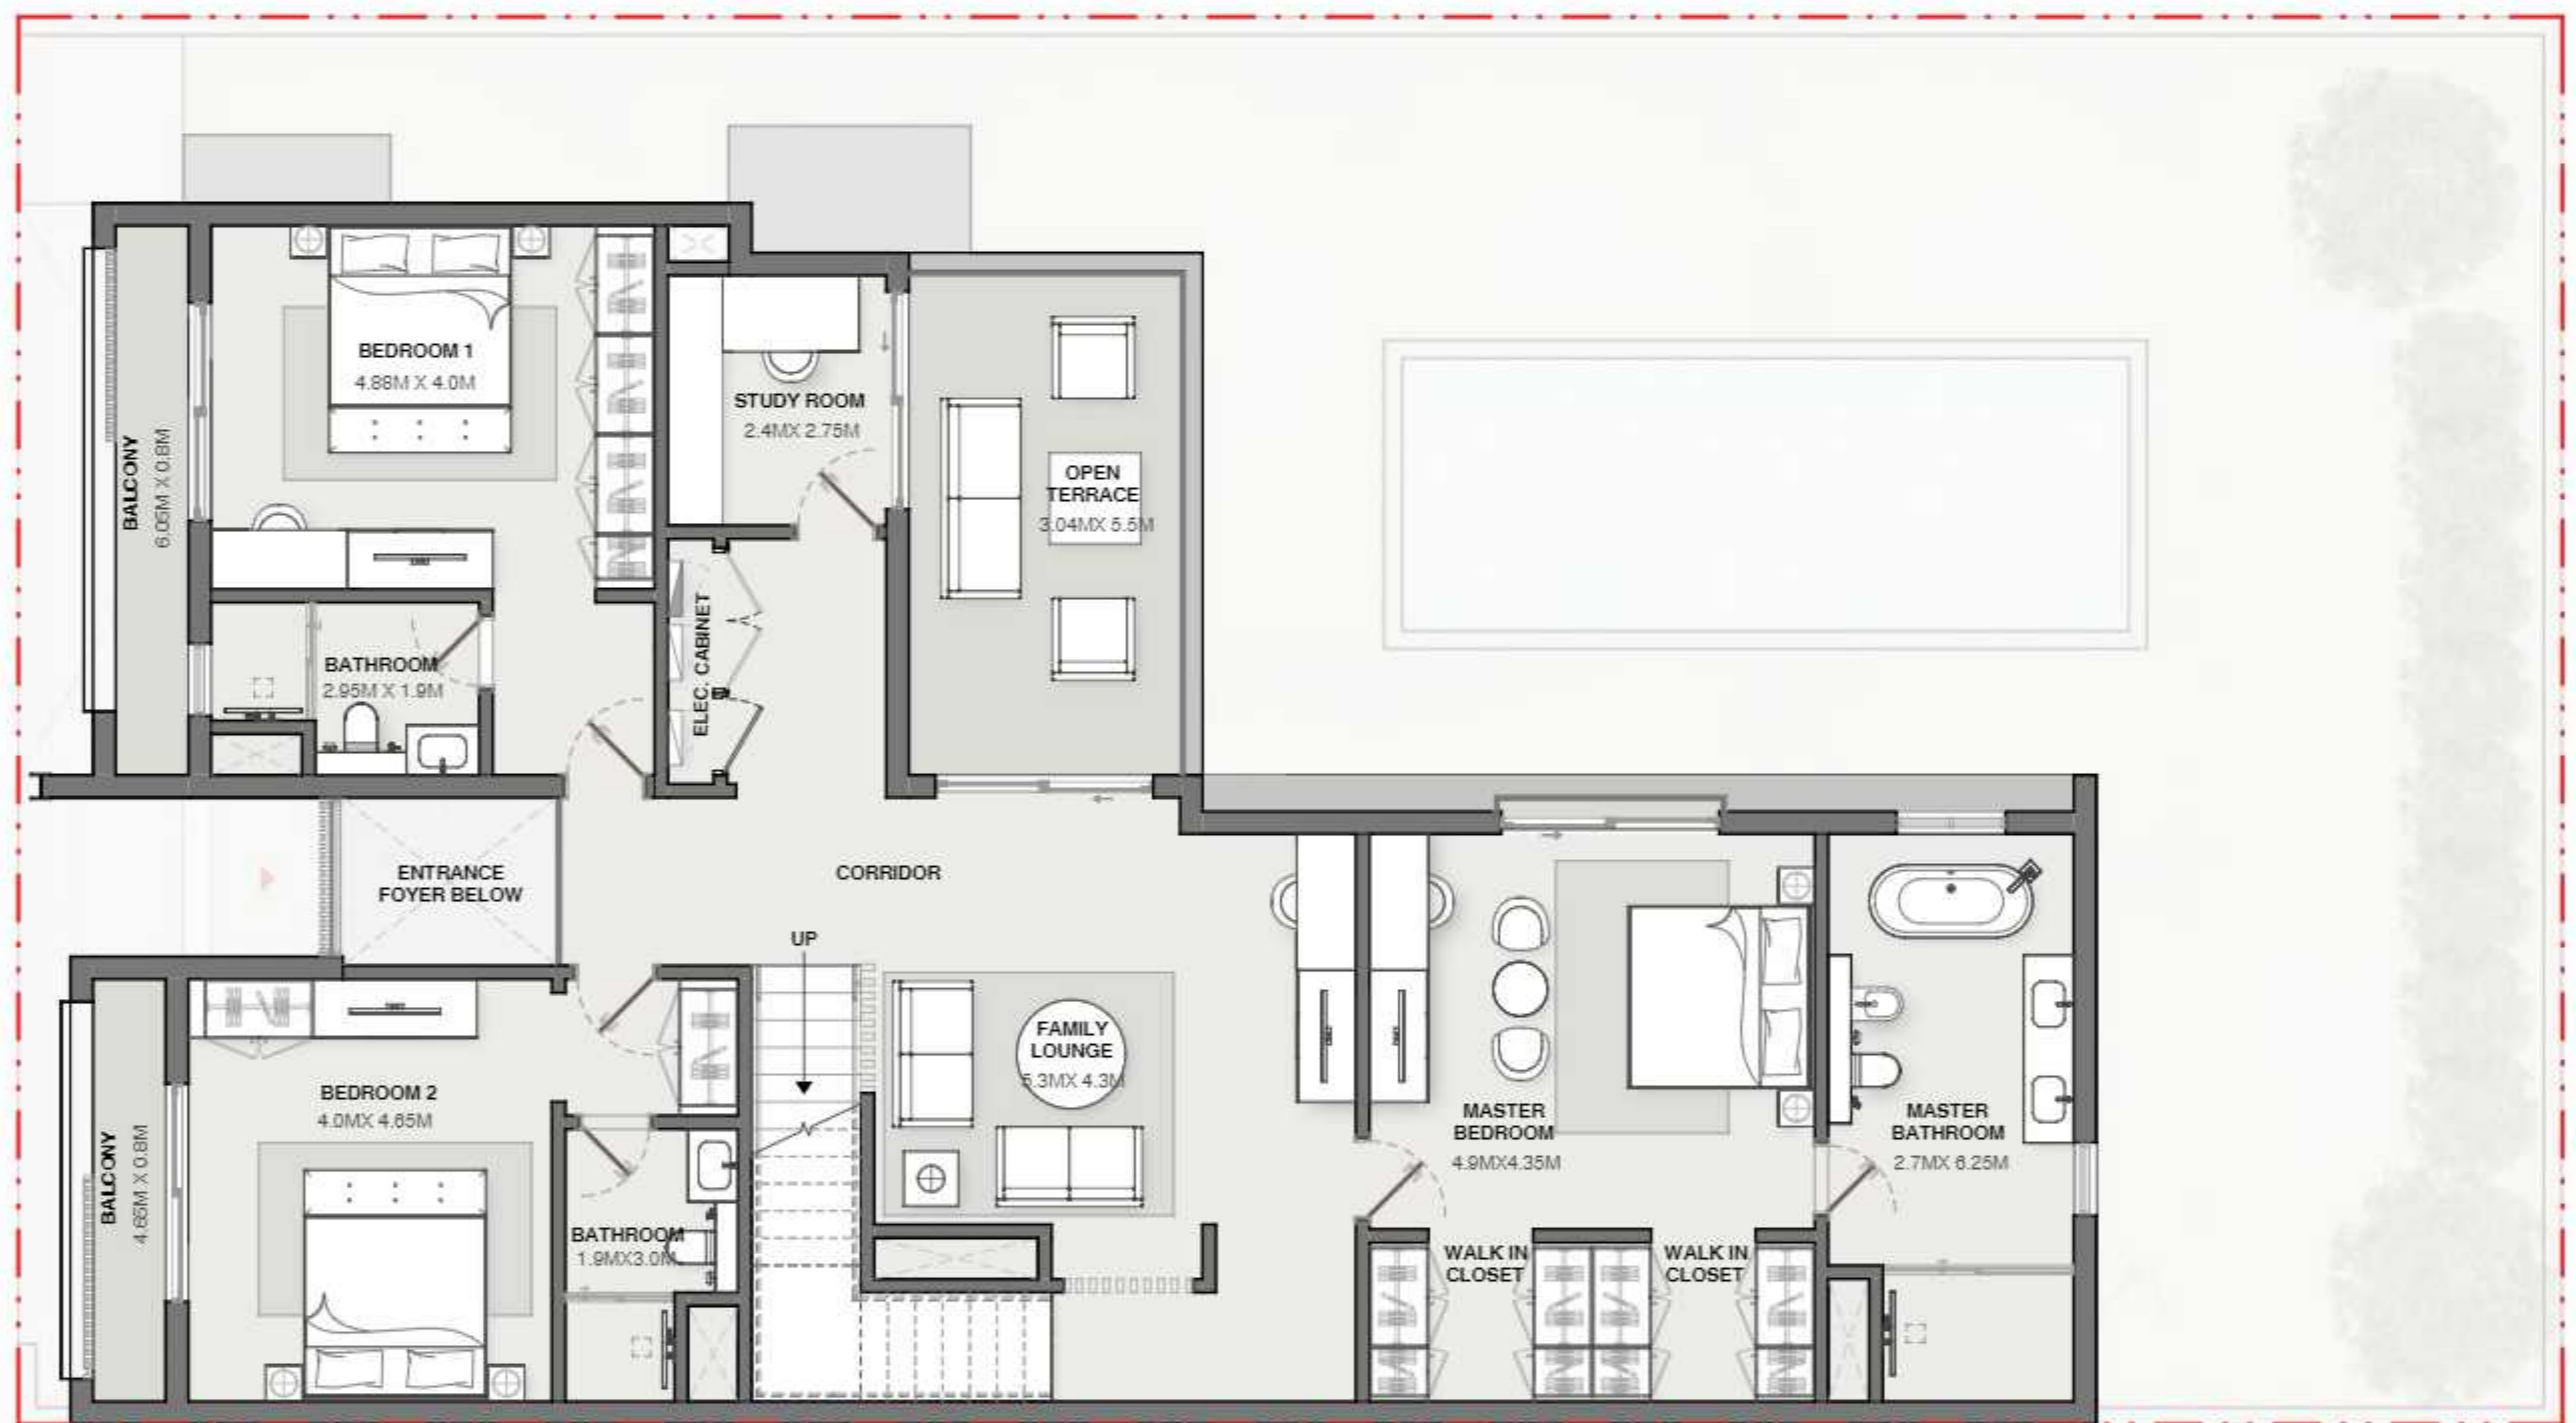 BEDROOM 1
4.88M X 4.0M
STUDY ROOM
2.4MX 2.75M
OPEN
TERRACE
3.04MX 5.5M
BALCONY
6.05M X 0.8M
BATHROOM
2.95M X 1.9M
ELEC. CABINET
ENTRANCE
FOYER BELOW
CORRIDOR
UP
FAMILY
LOUNGE
5.3MX 4.3M
BEDROOM 2
4.0MX 4.65M
BALCONY
4.65M X 0.8M
BATHROOM
1.9MX3.0M
MASTER
BEDROOM
4.9MX4.35M
MASTER
BATHROOM
2.7MX 6.25M
WALK IN
CLOSET
WALK IN
CLOSET